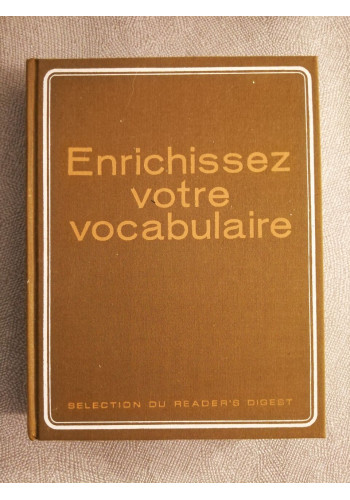 Enrichissez
votre
vocabulaire
SELECTION DU READER'S DIGEST